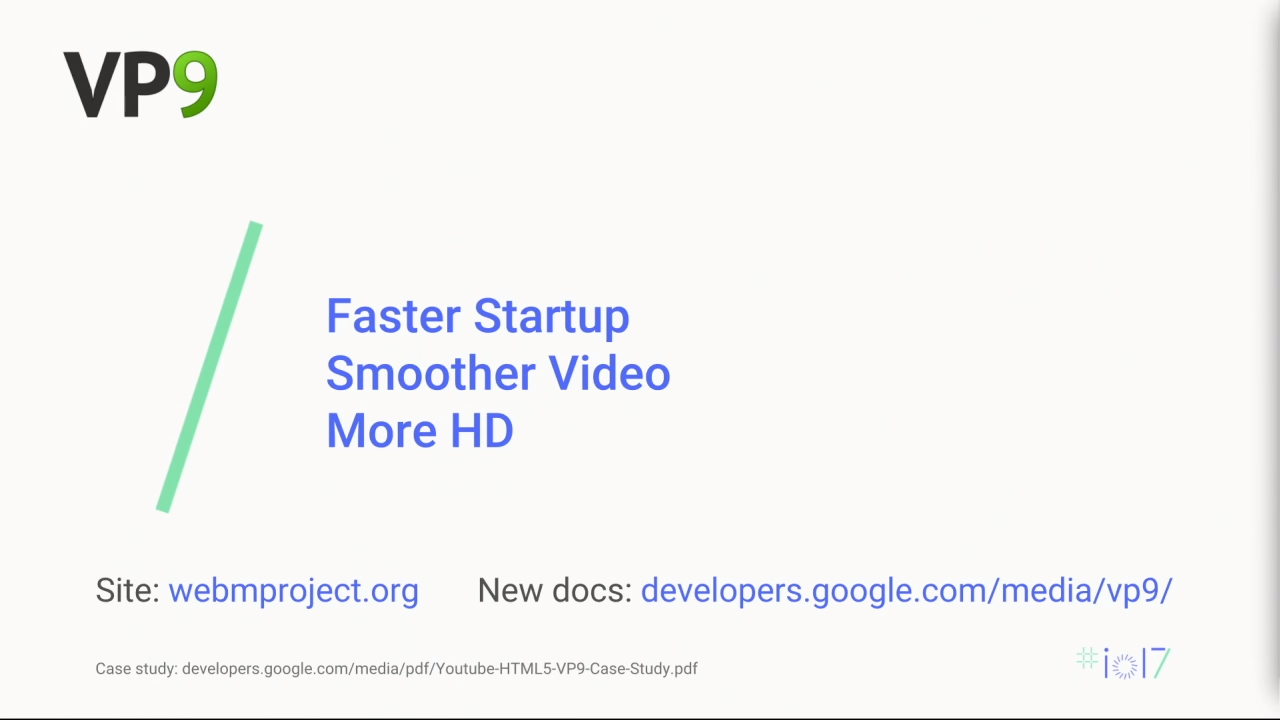 VP9
Faster Startup
Smoother Video
More HD
Site: webmproject.org New docs: developers.google.com/media/vp9/
Case study: developers.google.com/media/pdf/Youtube-HTML5-VP9-Case-Study.pdf
#io17